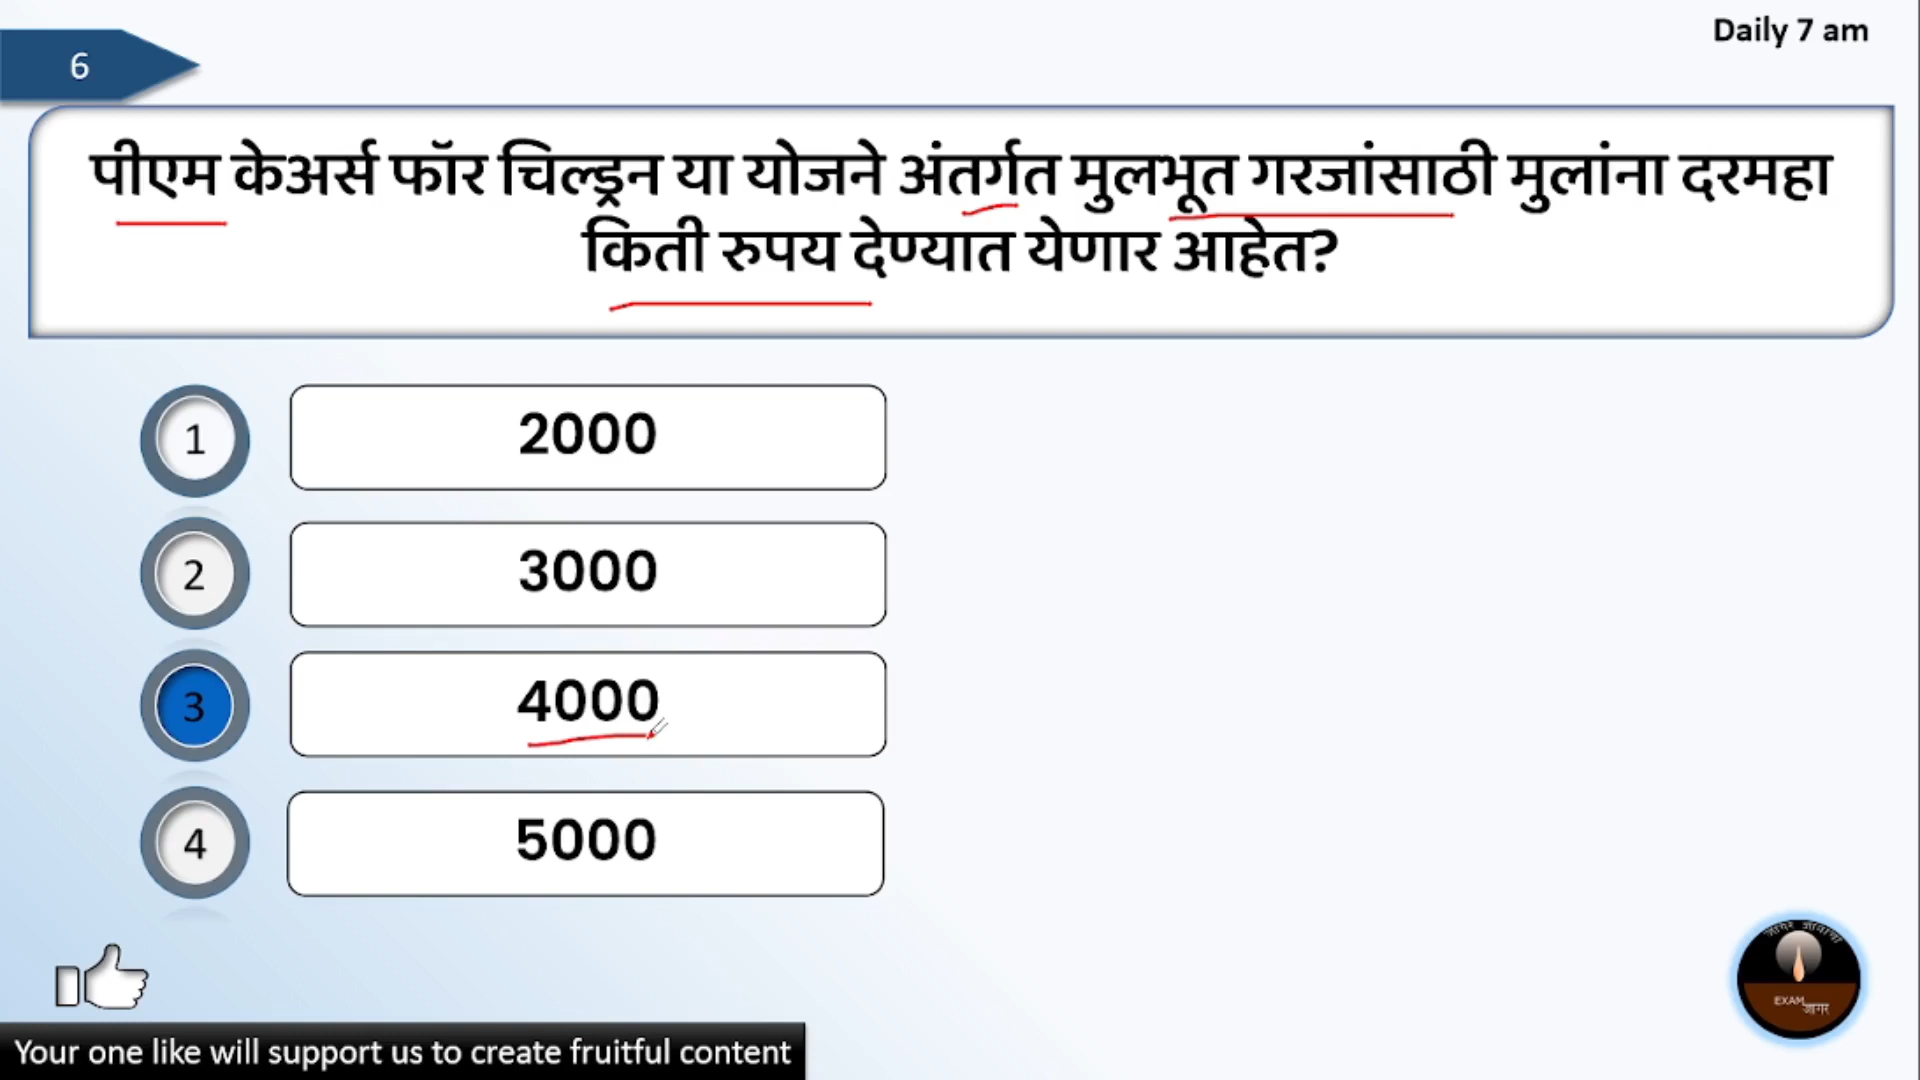 Daily 7 am
6
पीएम केअर्स फॉर चिल्ड्रन या योजने अंतर्गत मुलभूत गरजांसाठी मुलांना दरमहा
किती रुपय देण्यात येणार आहेत?
1
2000
2
3000
3
4000
4
5000
EXAM
जागर
Your one like will support us to create fruitful content